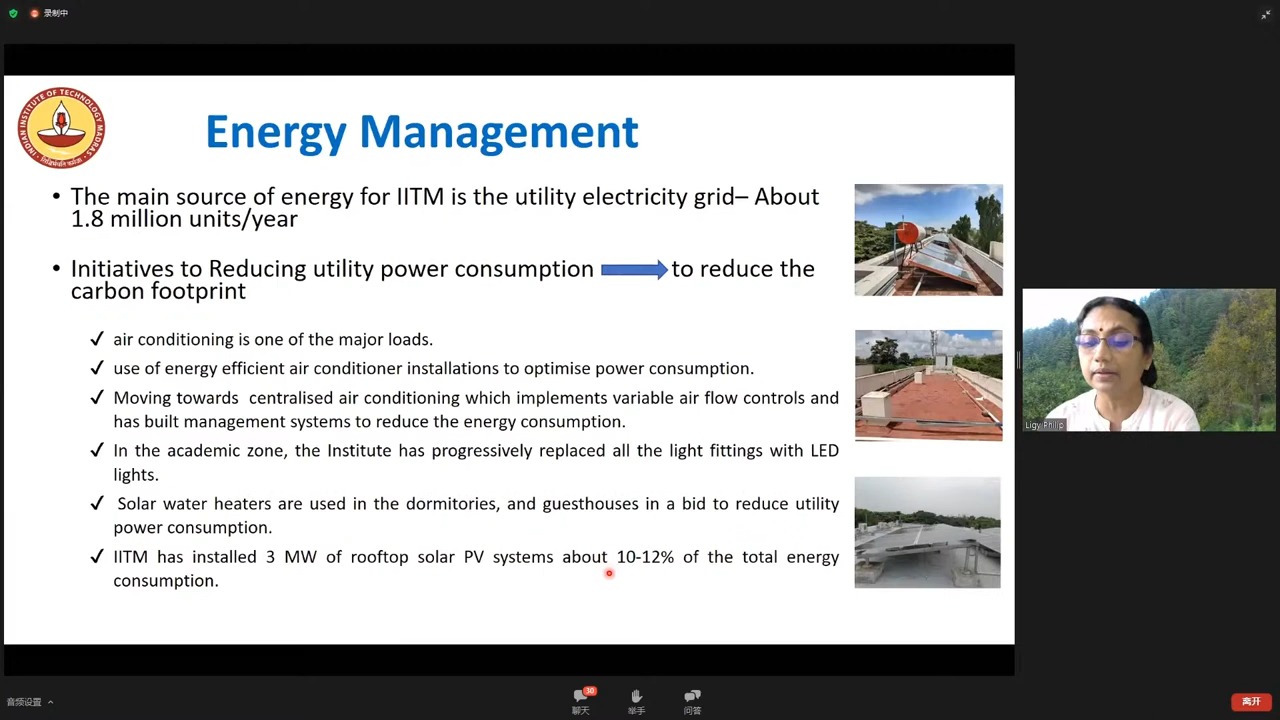 录制中
INDIAN INSTITUTE OF TECHNOLOGY MADRAS
Energy Management
• The main source of energy for IITM is the utility electricity grid– About
1.8 million units/year
• Initiatives to Reducing utility power consumption to reduce the
carbon footprint
✓ air conditioning is one of the major loads.
✓ use of energy efficient air conditioner installations to optimise power consumption.
✓ Moving towards centralised air conditioning which implements variable air flow controls and
has built management systems to reduce the energy consumption.
✓ In the academic zone, the Institute has progressively replaced all the light fittings with LED
lights.
✓ Solar water heaters are used in the dormitories, and guesthouses in a bid to reduce utility
power consumption.
✓ IITM has installed 3 MW of rooftop solar PV systems about 10-12% of the total energy
consumption.
Ligy Philip
音频设置
30
聊天
举手
问答
离开